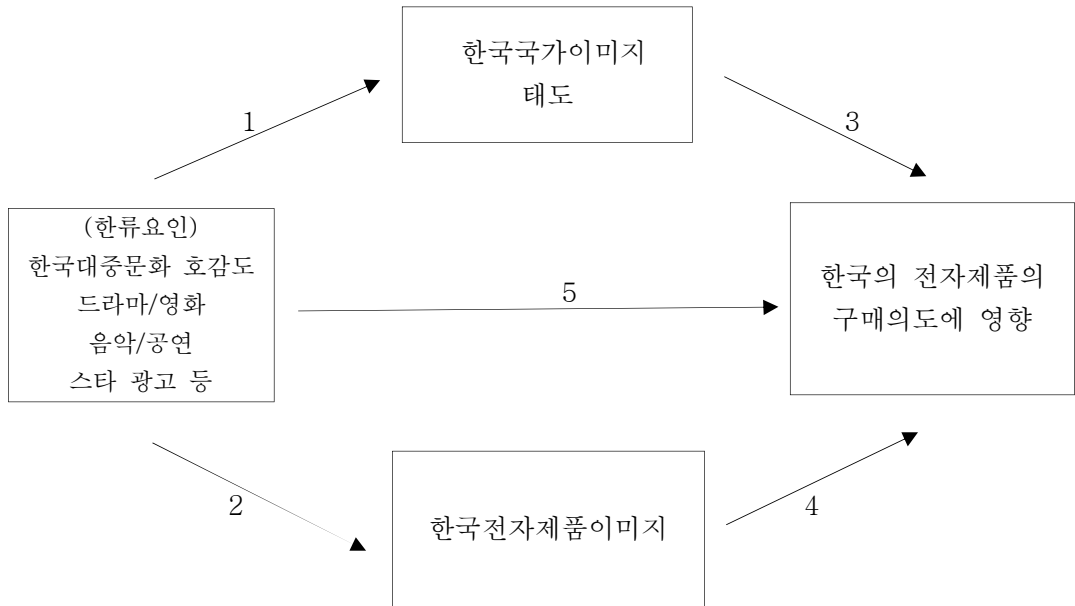 한국국가이미지
태도
1
3
(한류요인)
한국대중문화 호감도
드라마/영화
음악/공연
스타 광고 등
5
한국의 전자제품의
구매의도에 영향
2
한국전자제품이미지
4